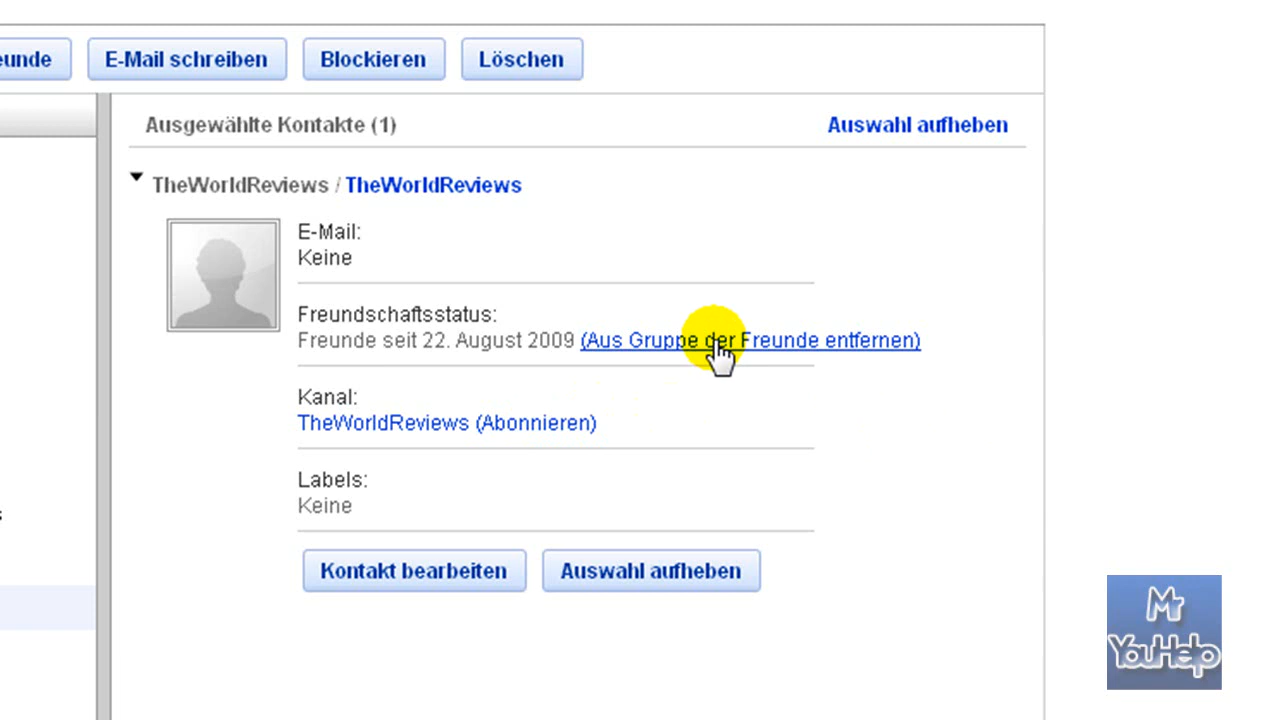 eunde
E-Mail schreiben
Blockieren
Löschen
Ausgewählte Kontakte (1)
Auswahl aufheben
TheWorldReviews / TheWorldReviews
E-Mail:
Keine
Freundschaftsstatus:
Freunde seit 22. August 2009 (Aus Gruppe der Freunde entfernen)
Kanal:
TheWorldReviews (Abonnieren)
Labels:
Keine
Kontakt bearbeiten
Auswahl aufheben
Mr
YouHelp